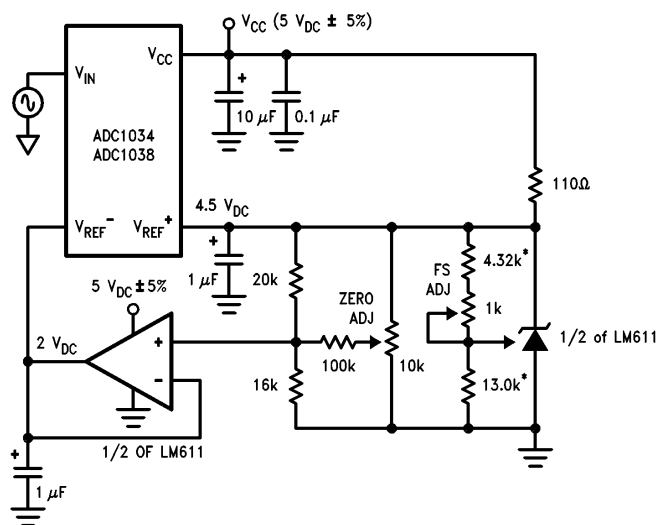 V_CC (5 V_DC ± 5%)
V_CC
V_IN
+
10 μF
0.1 μF
ADC1034
ADC1038
110Ω
4.5 V_DC
V_REF^-
V_REF^+
+
1 μF
20k
4.32k*
FS
ADJ
1k
5 V_DC ±5%
ZERO
ADJ
2 V_DC
+
1/2 of LM611
100k
10k
-
16k
13.0k*
1/2 OF LM611
+
1 μF